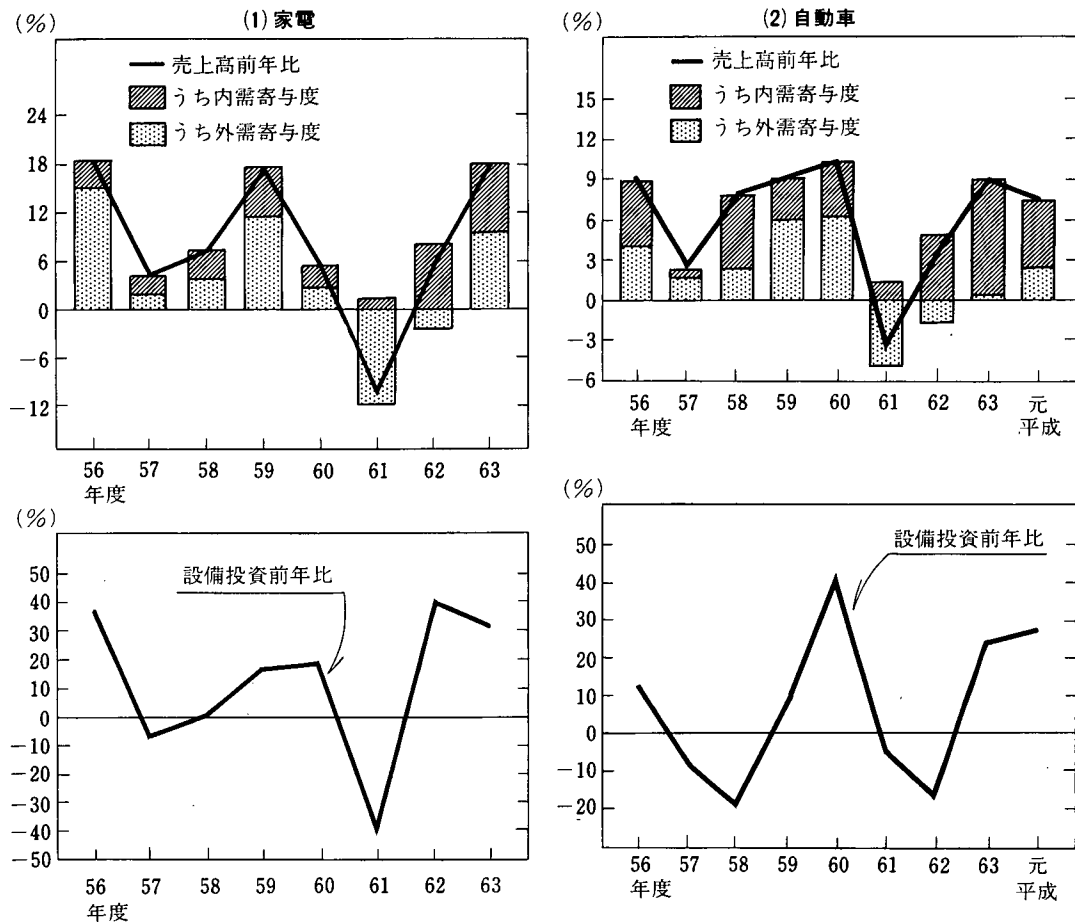 (1) 家電
(%)
売上高前年比
うち内需寄与度
うち外需寄与度
24
18
12
6
0
−6
−12
56 57 58 59 60 61 62 63
年度
(2) 自動車
(%)
売上高前年比
うち内需寄与度
うち外需寄与度
15
12
9
6
3
0
−3
−6
56 57 58 59 60 61 62 63 元
年度 平成
(%)
設備投資前年比
50
40
30
20
10
0
−10
−20
−30
−40
−50
56 57 58 59 60 61 62 63
年度
(%)
設備投資前年比
50
40
30
20
10
0
−10
−20
56 57 58 59 60 61 62 63 元
年度 平成